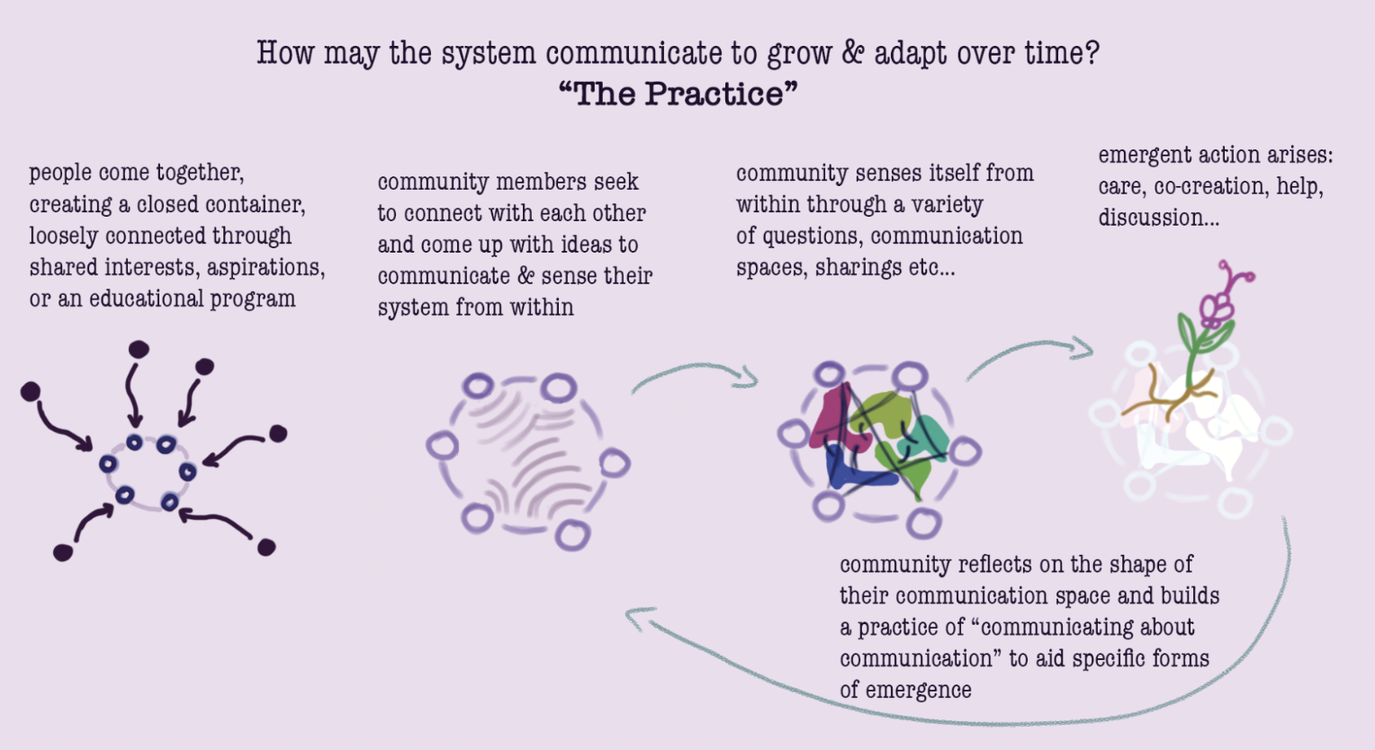 How may the system communicate to grow & adapt over time?
“The Practice”
people come together,
creating a closed container,
loosely connected through
shared interests, aspirations,
or an educational program
community members seek
to connect with each other
and come up with ideas to
communicate & sense their
system from within
community senses itself from
within through a variety
of questions, communication
spaces, sharings etc...
emergent action arises:
care, co-creation, help,
discussion...
community reflects on the shape of
their communication space and builds
a practice of “communicating about
communication” to aid specific forms
of emergence